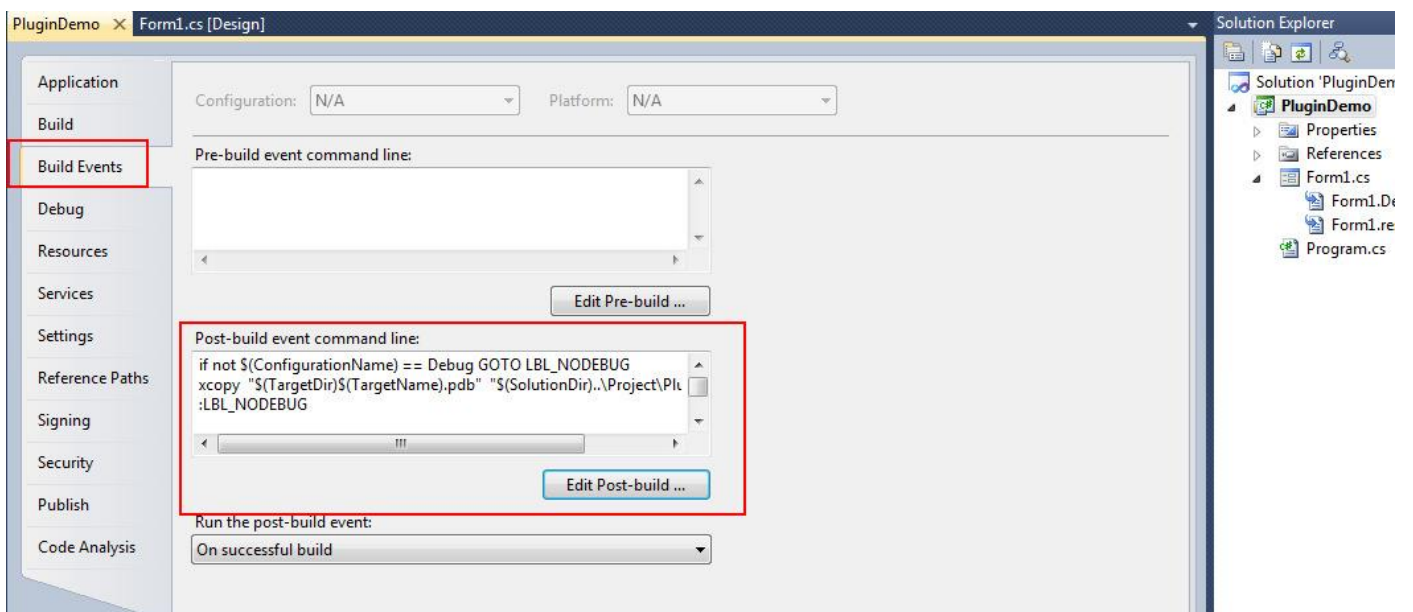 PluginDemo
Form1.cs [Design]
Solution Explorer
Application
Build
Build Events
Debug
Resources
Services
Settings
Reference Paths
Signing
Security
Publish
Code Analysis
Configuration: N/A Platform: N/A
Pre-build event command line:
Edit Pre-build ...
Post-build event command line:
if not $(ConfigurationName) == Debug GOTO LBL_NODEBUG
xcopy "$(TargetDir)$(TargetName).pdb" "$(SolutionDir)..\Project\Plu
:LBL_NODEBUG
Edit Post-build ...
Run the post-build event:
On successful build
Solution 'PluginDem
PluginDemo
Properties
References
Form1.cs
Form1.De
Form1.re
Program.cs